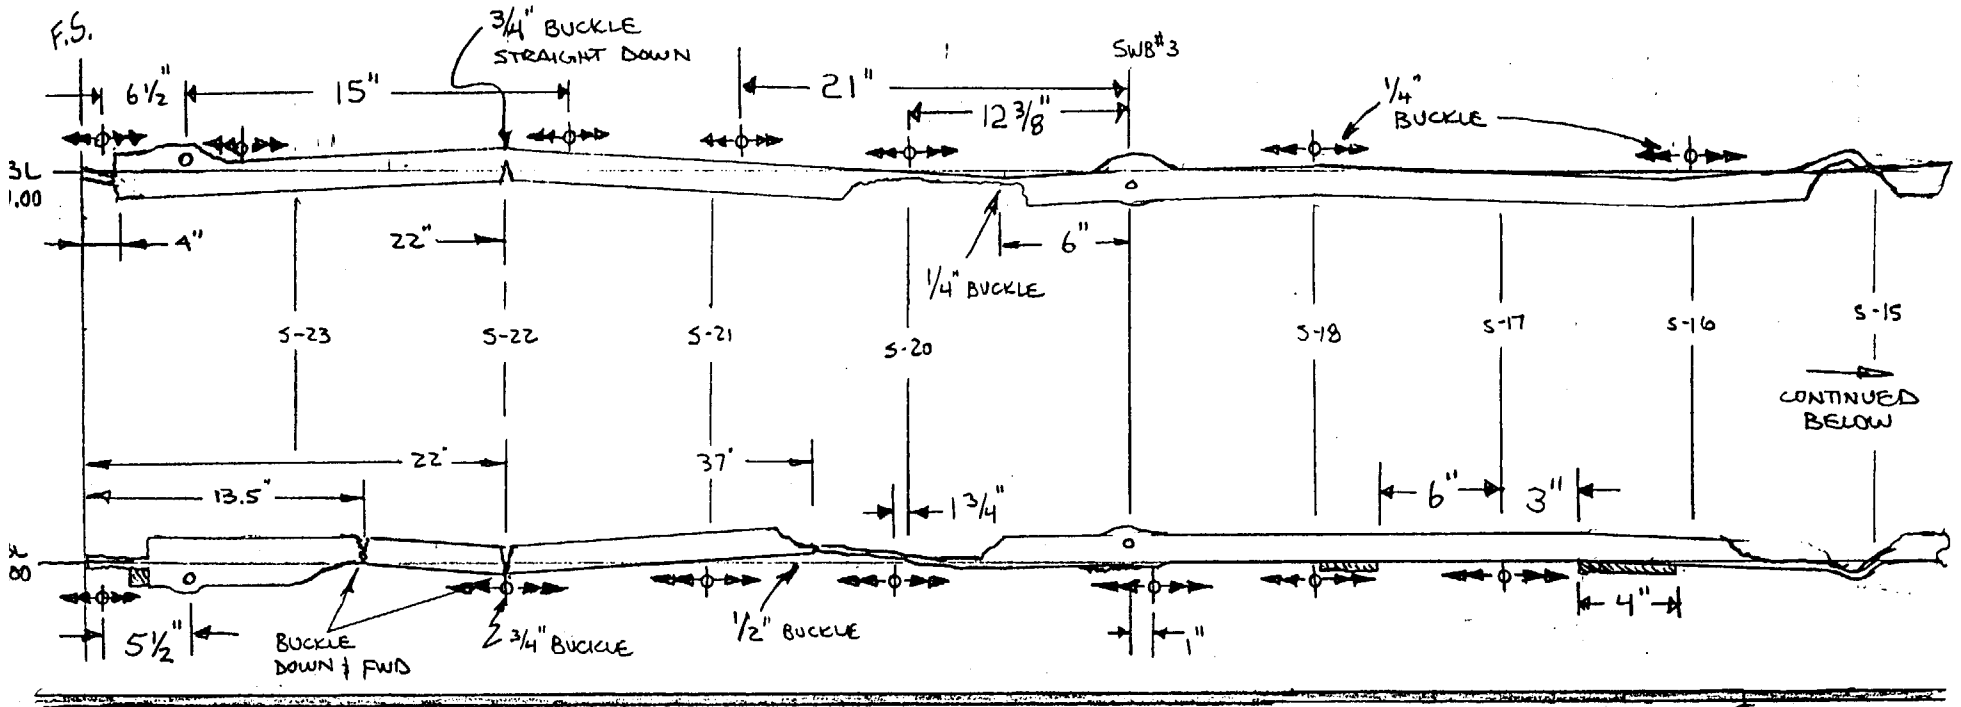 F.S.
3/4" BUCKLE
STRAIGHT DOWN
SWB#3
6 1/2"
15"
21"
12 3/8"
1/4"
BUCKLE
3L
1.00
4"
22"
6"
1/4" BUCKLE
S-23
S-22
S-21
S-20
S-18
S-17
S-16
S-15
CONTINUED
BELOW
22"
37"
13.5"
1 3/4"
6"
3"
00
5 1/2"
BUCKLE
DOWN & FWD
3/4" BUCKLE
1/2" BUCKLE
1"
4"